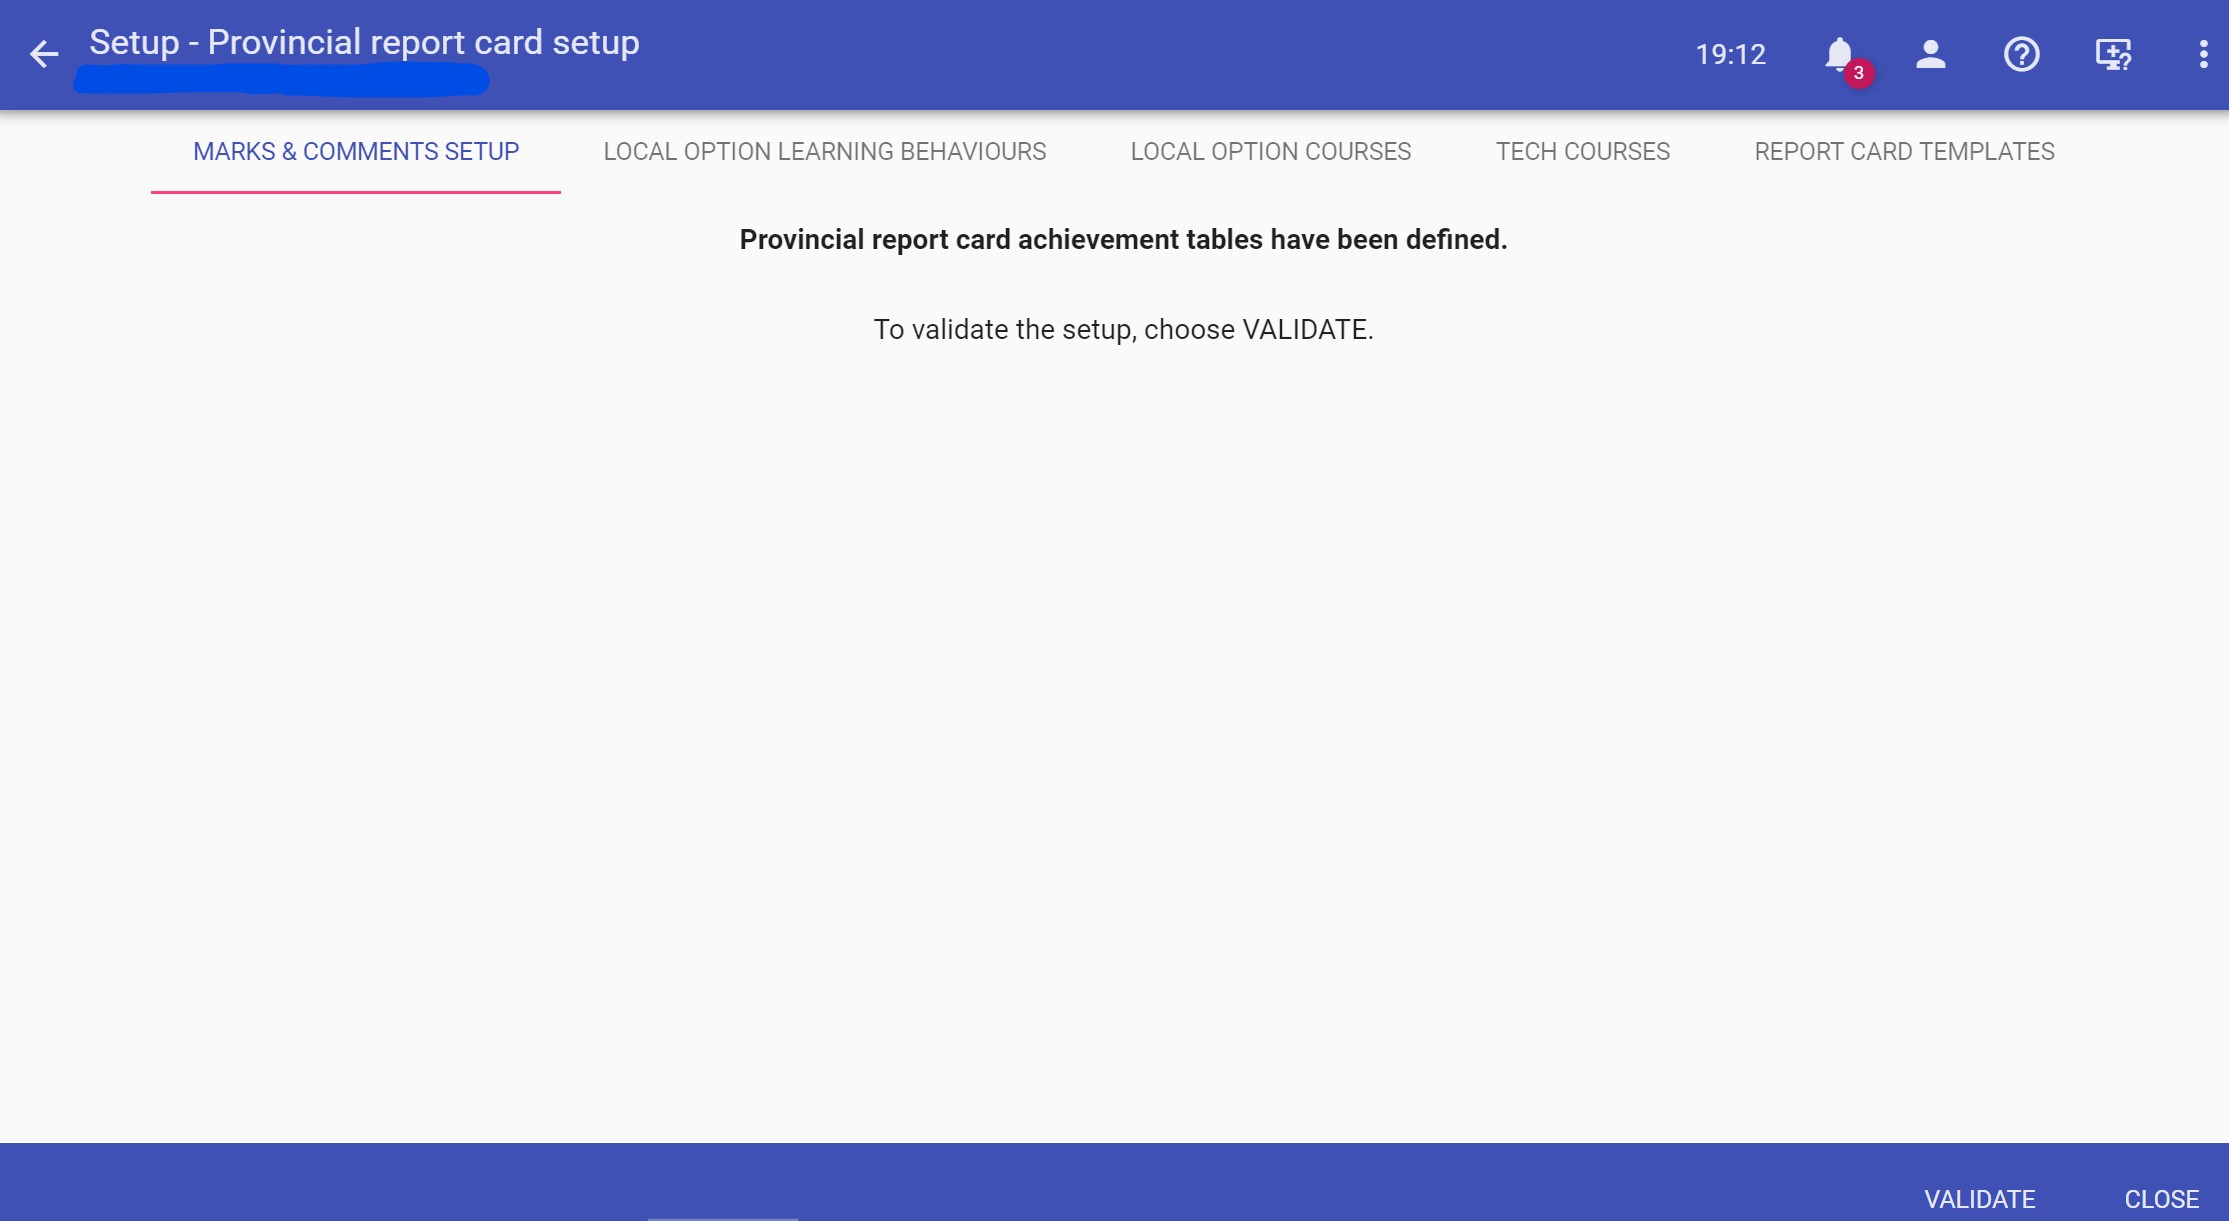 Setup - Provincial report card setup
19:12
3
MARKS & COMMENTS SETUP
LOCAL OPTION LEARNING BEHAVIOURS
LOCAL OPTION COURSES
TECH COURSES
REPORT CARD TEMPLATES
Provincial report card achievement tables have been defined.
To validate the setup, choose VALIDATE.
VALIDATE
CLOSE